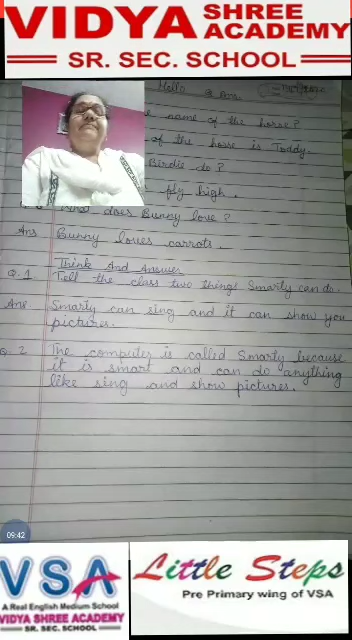 VIDYA SHREE
ACADEMY
SR. SEC. SCHOOL
Hello
name of the horse?
of the horse is Toddy.
Birdie do?
fly high.
does Bunny love?
Ans Bunny loves carrots.
Think And Answer
Q.1 Tell the class two things Smarty can do.
Ans. Smarty can sing and it can show you
pictures.
Q. 2 The computer is called Smarty because
it is smart and can do anything
like sing and show pictures.
09:42
VSA
A Real English Medium School
VIDYA SHREE ACADEMY
SR. SEC. SCHOOL
Little Steps
Pre Primary wing of VSA